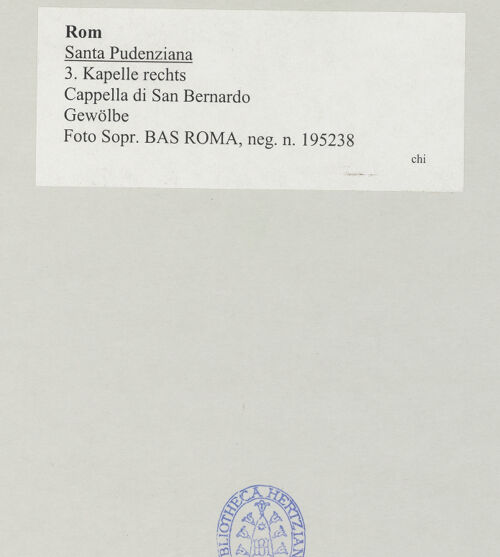 Rom
Santa Pudenziana
3. Kapelle rechts
Cappella di San Bernardo
Gewölbe
Foto Sopr. BAS ROMA, neg. n. 195238
chi
BIBLIOTHECA HERTZIAN